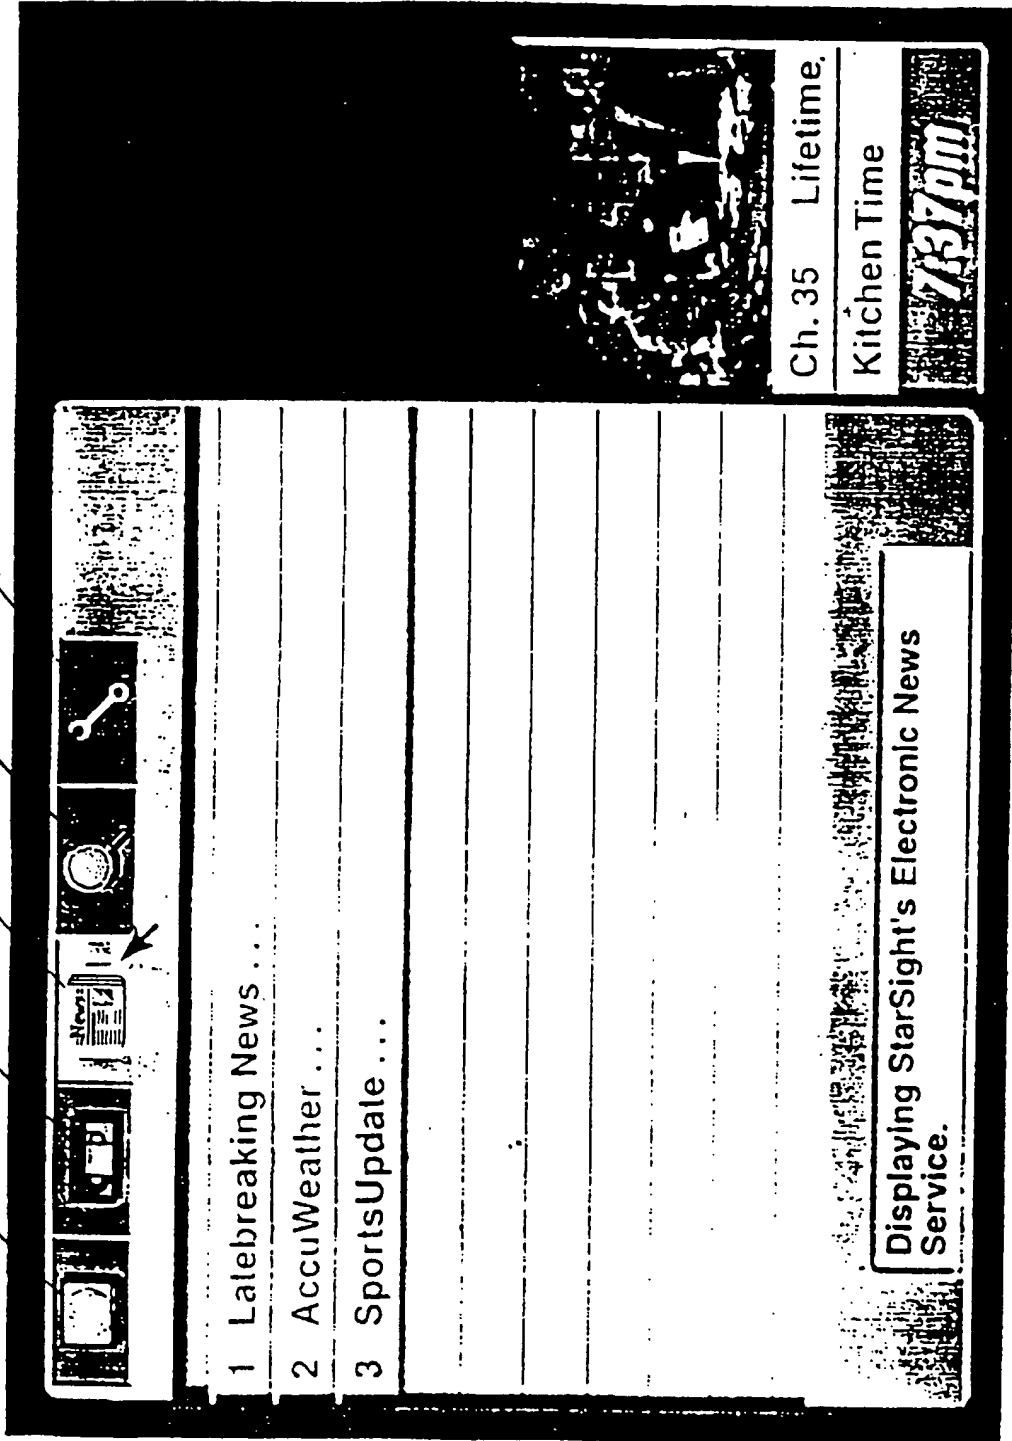 News
1 Latebreaking News...
2 AccuWeather...
3 SportsUpdate...
Displaying StarSight's Electronic News
Service.
Ch. 35 Lifetime,
Kitchen Time
7:37pm